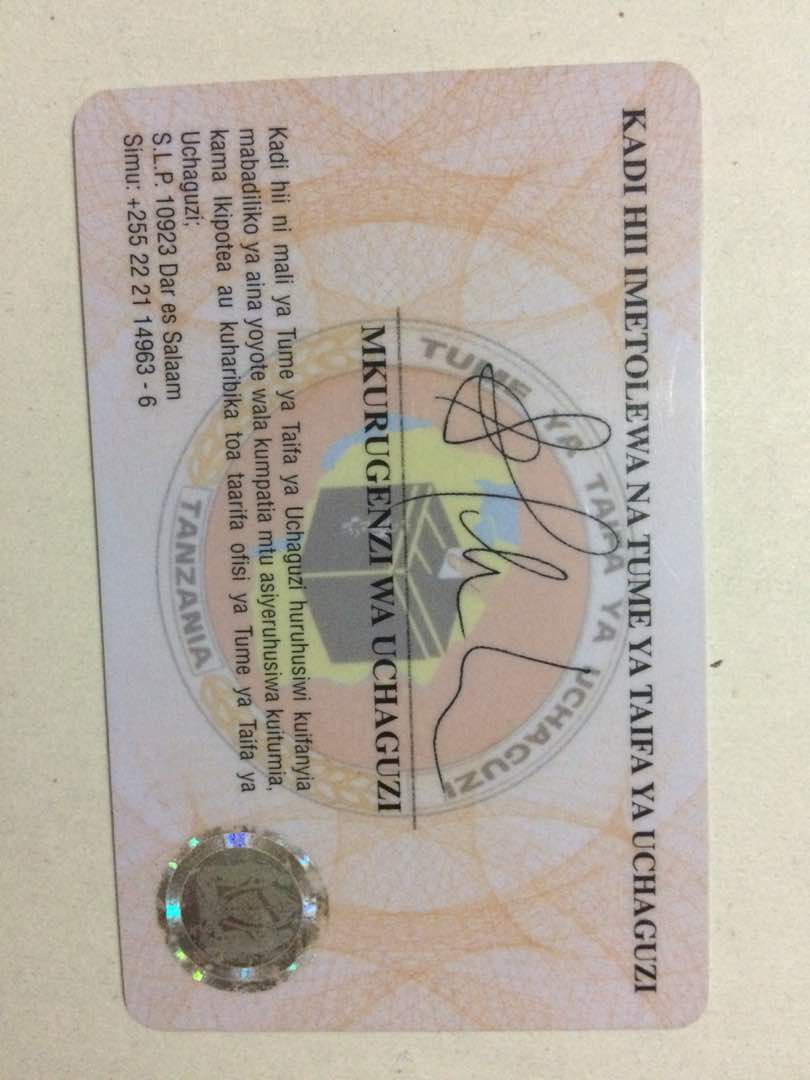 KADI HII IMETOLEWA NA TUME YA TAIFA YA UCHAGUZI
TUME YA TAIFA YA UCHAGUZI
MKURUGENZI WA UCHAGUZI
TANZANIA
Kadi hii ni mali ya Tume ya Taifa ya Uchaguzi huruhusiwi kuifanyia
mabadiliko ya aina yoyote wala kumpatia mtu asiyeruhusiwa kuitumia,
kama Ikipotea au kuharibika toa taarifa ofisi ya Tume ya Taifa ya
Uchaguzi;
S.L.P. 10923 Dar es Salaam
Simu: +255 22 21 14963 - 6